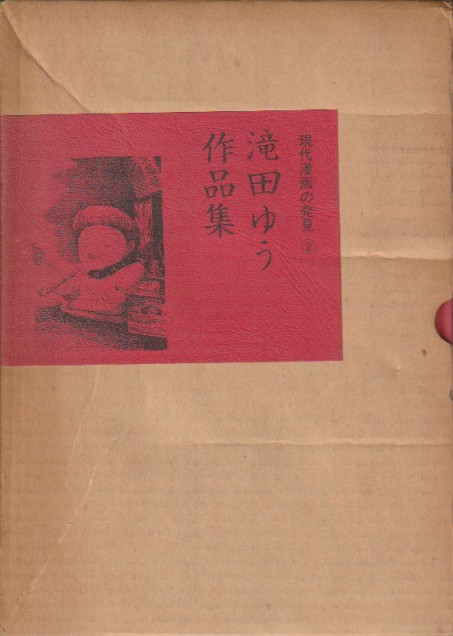 現代漫画の発見②
滝田ゆう
作品集